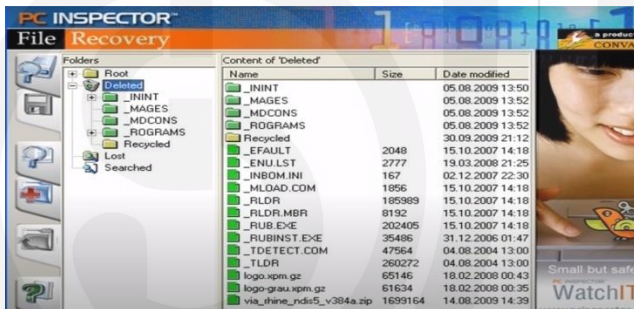 PC INSPECTOR™
File Recovery
a produc
CONVA
Folders
Root
Deleted
_ININT
_MAGES
_MDCONS
_ROGRAMS
Recycled
Lost
Searched
Content of 'Deleted'
Name Size Date modified
_ININT 05.08.2009 13:50
_MAGES 05.08.2009 13:52
_MDCONS 05.08.2009 13:52
_ROGRAMS 05.08.2009 13:52
Recycled 30.09.2009 21:12
_EFAULT 2048 15.10.2007 14:18
_ENU.LST 2777 19.03.2008 21:25
_INBOM.INI 167 02.12.2007 22:30
_MLOAD.COM 1856 15.10.2007 14:18
_RLDR 185989 15.10.2007 14:18
_RLDR.MBR 8192 15.10.2007 14:18
_RUB.EXE 202405 15.10.2007 14:18
_RUBINST.EXE 35486 31.12.2006 01:47
_TDETECT.COM 47564 04.08.2004 13:00
_TLDR 260272 04.08.2004 13:00
logo.xpm.gz 65146 18.02.2008 00:43
logo-grau.xpm.gz 61634 18.02.2008 00:35
via_rhine_ndis5_v384a.zip 1699164 14.08.2009 14:39
Small but safe
PC INSPECTOR
WatchIT